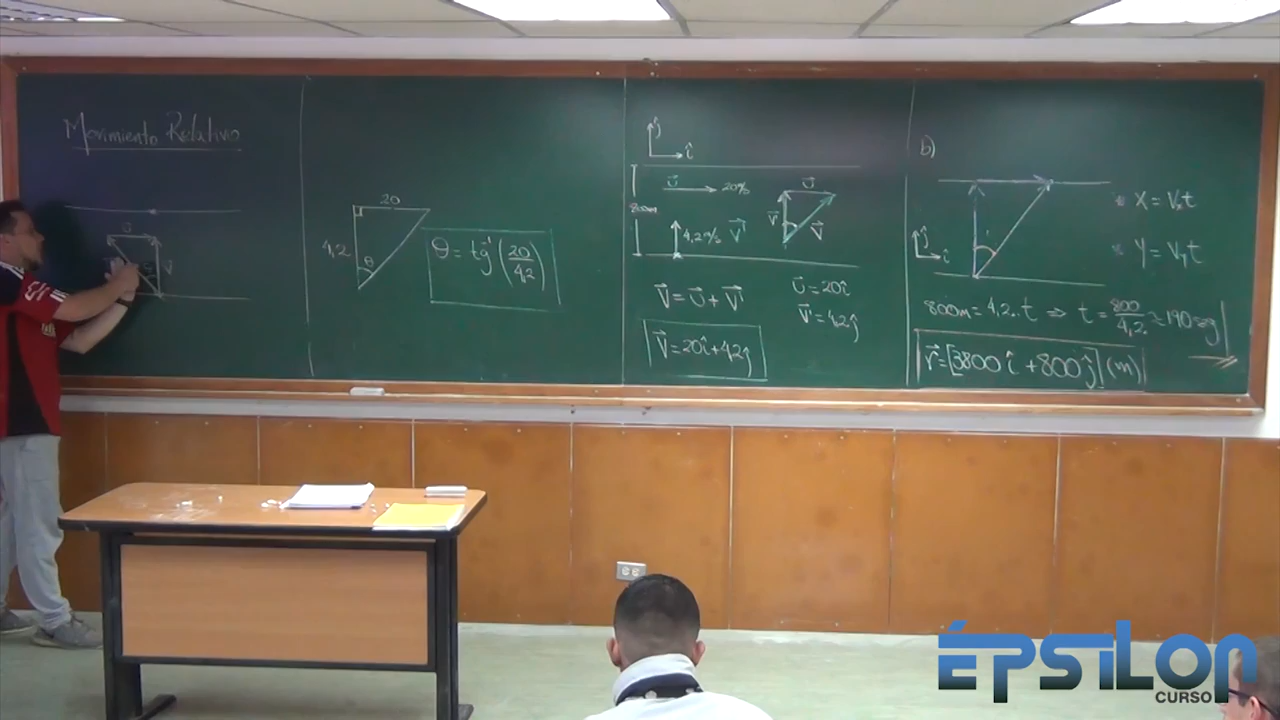 Movimiento Relativo
U
V
20
4,2
θ
θ = tg⁻¹(20/4,2)
ĵ
î
800m
U⃗
20%
4,2%
V⃗'
U⃗
V⃗'
V⃗
V⃗ = U⃗ + V⃗'
U⃗ = 20î
V⃗' = 4,2ĵ
V⃗ = 20î + 4,2ĵ
b)
ĵ
î
* X = Vₓt
* Y = Vᵧt
800m = 4,2 . t ⇒ t = 800/4,2 ≈ 190 seg
r⃗ = [3800 î + 800 ĵ] (m)
ÉPSILON
CURSO